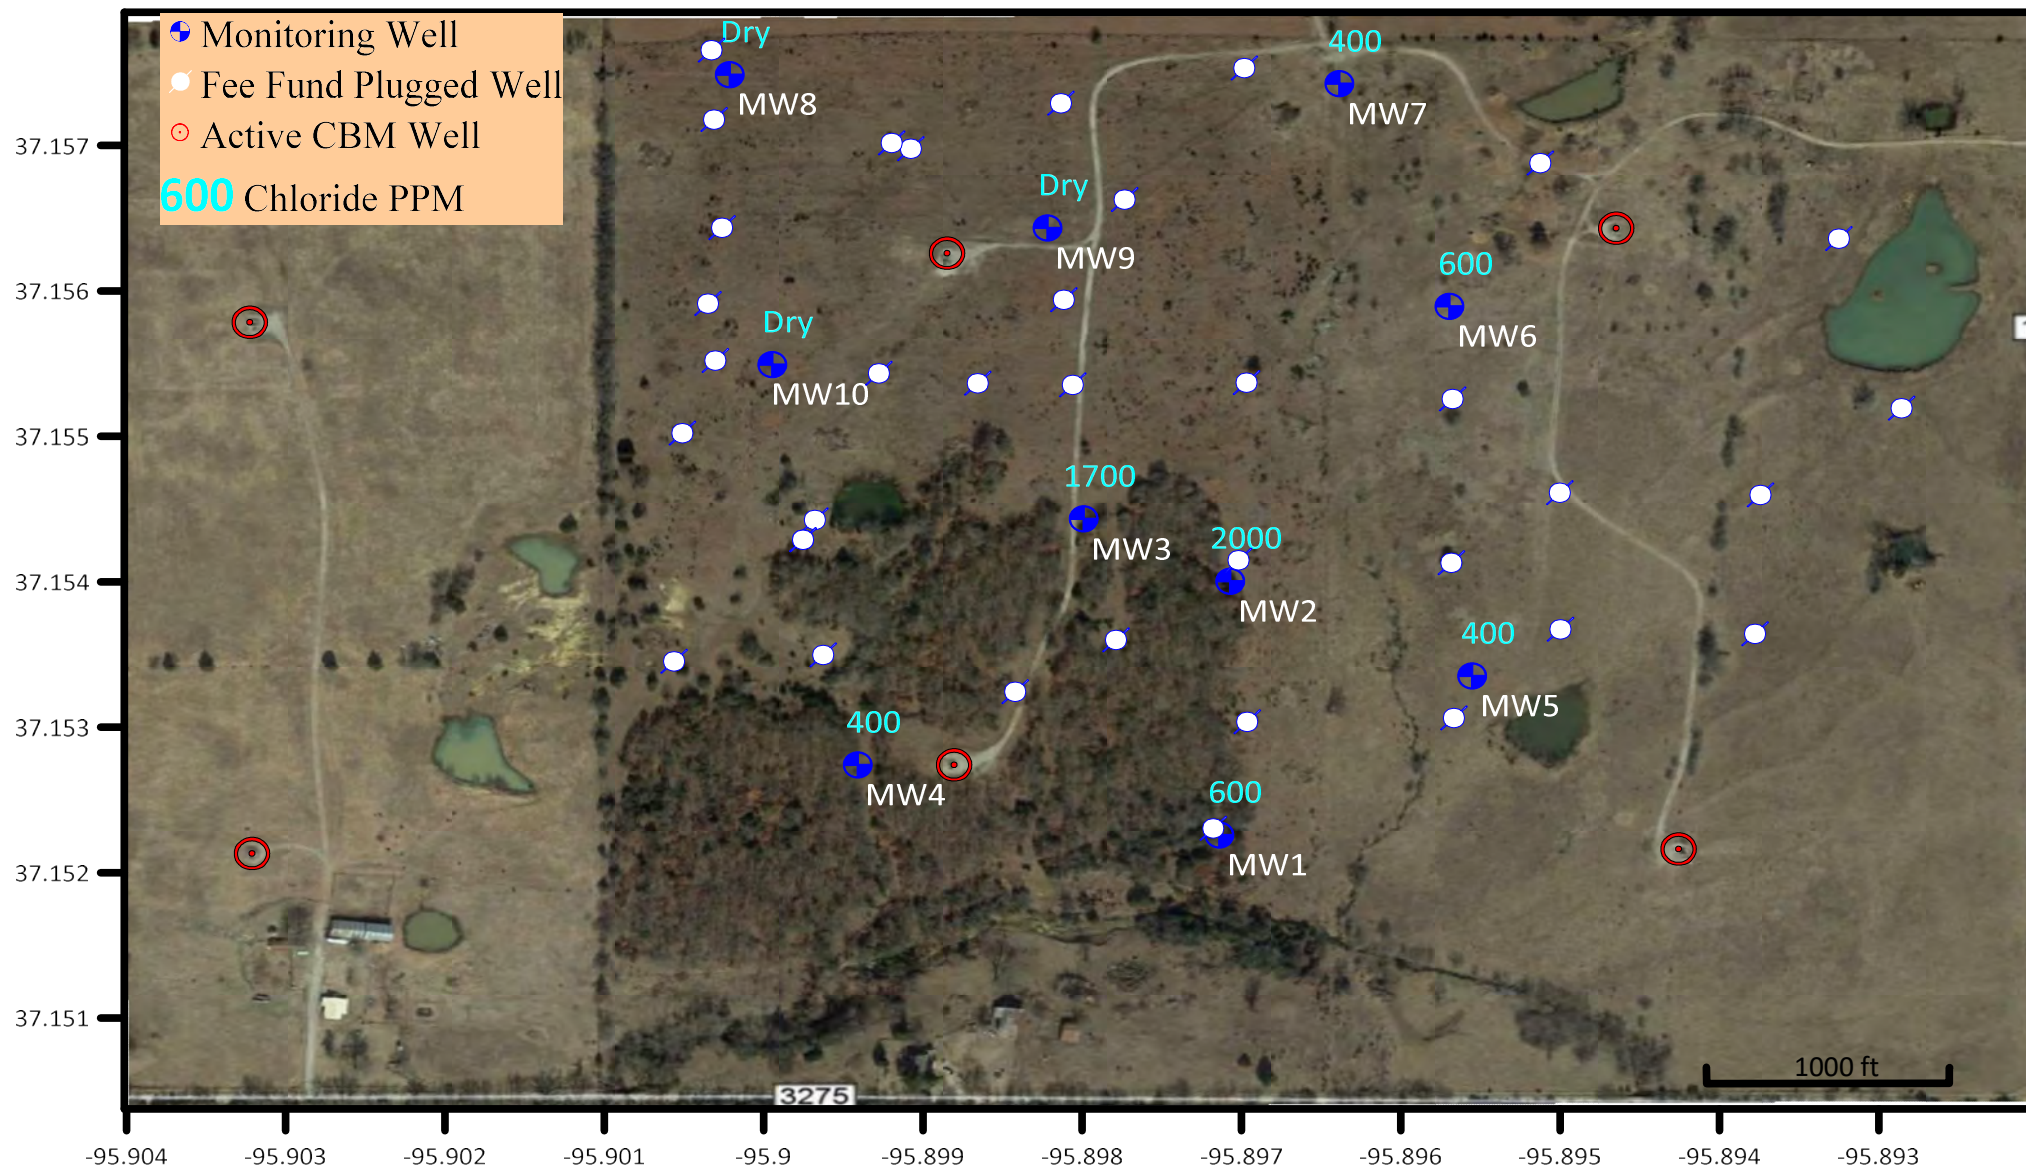 Monitoring Well
Fee Fund Plugged Well
Active CBM Well
600 Chloride PPM
Dry
MW8
400
MW7
Dry
MW9
600
MW6
Dry
MW10
1700
MW3
2000
MW2
400
MW5
400
MW4
600
MW1
37.157
37.156
37.155
37.154
37.153
37.152
37.151
1000 ft
3275
-95.904
-95.903
-95.902
-95.901
-95.9
-95.899
-95.898
-95.897
-95.896
-95.895
-95.894
-95.893